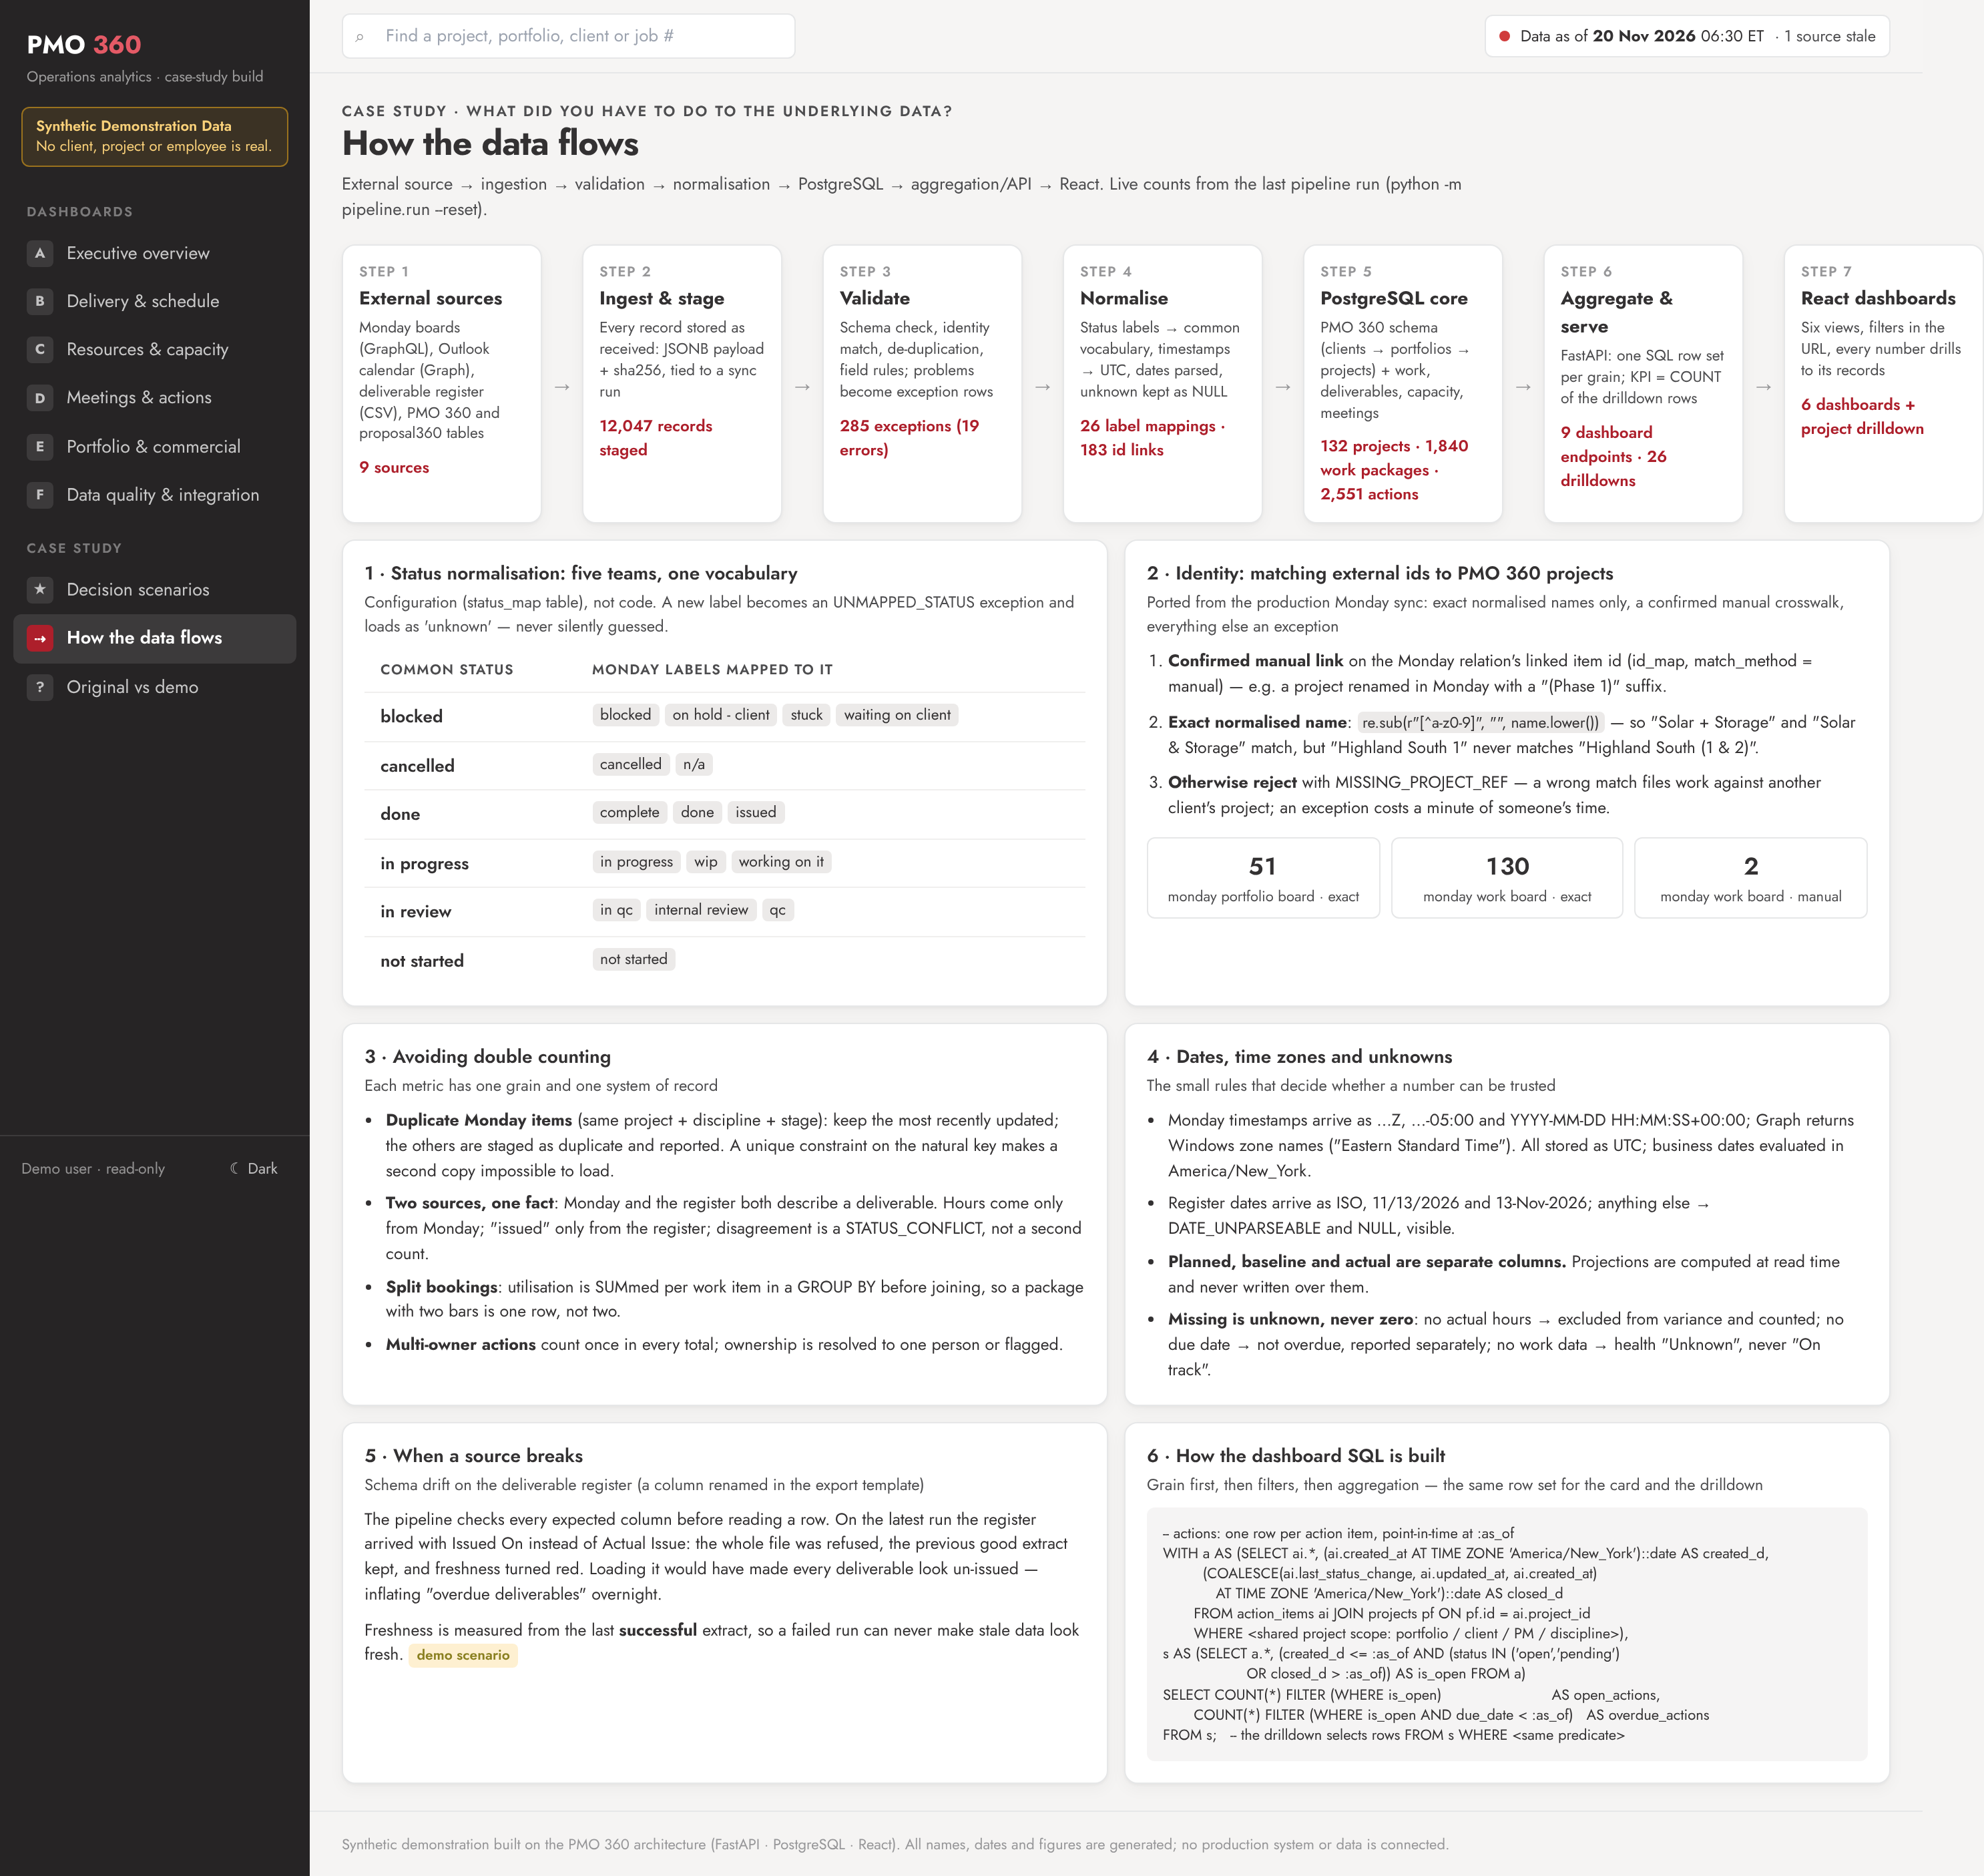 PMO 360
Operations analytics · case-study build
Synthetic Demonstration Data
No client, project or employee is real.
DASHBOARDS
A Executive overview
B Delivery & schedule
C Resources & capacity
D Meetings & actions
E Portfolio & commercial
F Data quality & integration
CASE STUDY
★ Decision scenarios
⇢ How the data flows
? Original vs demo
Demo user · read-only
☾ Dark
Find a project, portfolio, client or job #
Data as of 20 Nov 2026 06:30 ET · 1 source stale
CASE STUDY · WHAT DID YOU HAVE TO DO TO THE UNDERLYING DATA?
How the data flows
External source → ingestion → validation → normalisation → PostgreSQL → aggregation/API → React. Live counts from the last pipeline run (python -m
pipeline.run --reset).
STEP 1
External sources
Monday boards
(GraphQL), Outlook
calendar (Graph),
deliverable register
(CSV), PMO 360 and
proposal360 tables
9 sources
→
STEP 2
Ingest & stage
Every record stored as
received: JSONB payload
+ sha256, tied to a sync
run
12,047 records
staged
→
STEP 3
Validate
Schema check, identity
match, de-duplication,
field rules; problems
become exception rows
285 exceptions (19
errors)
→
STEP 4
Normalise
Status labels → common
vocabulary, timestamps
→ UTC, dates parsed,
unknown kept as NULL
26 label mappings ·
183 id links
→
STEP 5
PostgreSQL core
PMO 360 schema
(clients → portfolios →
projects) + work,
deliverables, capacity,
meetings
132 projects · 1,840
work packages ·
2,551 actions
→
STEP 6
Aggregate &
serve
FastAPI: one SQL row set
per grain; KPI = COUNT
of the drilldown rows
9 dashboard
endpoints · 26
drilldowns
→
STEP 7
React dashboards
Six views, filters in the
URL, every number drills
to its records
6 dashboards +
project drilldown
1 · Status normalisation: five teams, one vocabulary
Configuration (status_map table), not code. A new label becomes an UNMAPPED_STATUS exception and
loads as 'unknown' — never silently guessed.
COMMON STATUS MONDAY LABELS MAPPED TO IT
blocked blocked on hold - client stuck waiting on client
cancelled cancelled n/a
done complete done issued
in progress in progress wip working on it
in review in qc internal review qc
not started not started
2 · Identity: matching external ids to PMO 360 projects
Ported from the production Monday sync: exact normalised names only, a confirmed manual crosswalk,
everything else an exception
1. Confirmed manual link on the Monday relation's linked item id (id_map, match_method =
manual) — e.g. a project renamed in Monday with a "(Phase 1)" suffix.
2. Exact normalised name: re.sub(r"[^a-z0-9]", "", name.lower()) — so "Solar + Storage" and "Solar
& Storage" match, but "Highland South 1" never matches "Highland South (1 & 2)".
3. Otherwise reject with MISSING_PROJECT_REF — a wrong match files work against another
client's project; an exception costs a minute of someone's time.
51
monday portfolio board · exact
130
monday work board · exact
2
monday work board · manual
3 · Avoiding double counting
Each metric has one grain and one system of record
• Duplicate Monday items (same project + discipline + stage): keep the most recently updated;
the others are staged as duplicate and reported. A unique constraint on the natural key makes a
second copy impossible to load.
• Two sources, one fact: Monday and the register both describe a deliverable. Hours come only
from Monday; "issued" only from the register; disagreement is a STATUS_CONFLICT, not a second
count.
• Split bookings: utilisation is SUMmed per work item in a GROUP BY before joining, so a package
with two bars is one row, not two.
• Multi-owner actions count once in every total; ownership is resolved to one person or flagged.
4 · Dates, time zones and unknowns
The small rules that decide whether a number can be trusted
• Monday timestamps arrive as …Z, …-05:00 and YYYY-MM-DD HH:MM:SS+00:00; Graph returns
Windows zone names ("Eastern Standard Time"). All stored as UTC; business dates evaluated in
America/New_York.
• Register dates arrive as ISO, 11/13/2026 and 13-Nov-2026; anything else →
DATE_UNPARSEABLE and NULL, visible.
• Planned, baseline and actual are separate columns. Projections are computed at read time
and never written over them.
• Missing is unknown, never zero: no actual hours → excluded from variance and counted; no
due date → not overdue, reported separately; no work data → health "Unknown", never "On
track".
5 · When a source breaks
Schema drift on the deliverable register (a column renamed in the export template)
The pipeline checks every expected column before reading a row. On the latest run the register
arrived with Issued On instead of Actual Issue: the whole file was refused, the previous good extract
kept, and freshness turned red. Loading it would have made every deliverable look un-issued —
inflating "overdue deliverables" overnight.
Freshness is measured from the last successful extract, so a failed run can never make stale data look
fresh. demo scenario
6 · How the dashboard SQL is built
Grain first, then filters, then aggregation — the same row set for the card and the drilldown
-- actions: one row per action item, point-in-time at :as_of
WITH a AS (SELECT ai.*, (ai.created_at AT TIME ZONE 'America/New_York')::date AS created_d,
(COALESCE(ai.last_status_change, ai.updated_at, ai.created_at)
AT TIME ZONE 'America/New_York')::date AS closed_d
FROM action_items ai JOIN projects pf ON pf.id = ai.project_id
WHERE <shared project scope: portfolio / client / PM / discipline>),
s AS (SELECT a.*, (created_d <= :as_of AND (status IN ('open','pending')
OR closed_d > :as_of)) AS is_open FROM a)
SELECT COUNT(*) FILTER (WHERE is_open) AS open_actions,
COUNT(*) FILTER (WHERE is_open AND due_date < :as_of) AS overdue_actions
FROM s; -- the drilldown selects rows FROM s WHERE <same predicate>
Synthetic demonstration built on the PMO 360 architecture (FastAPI · PostgreSQL · React). All names, dates and figures are generated; no production system or data is connected.